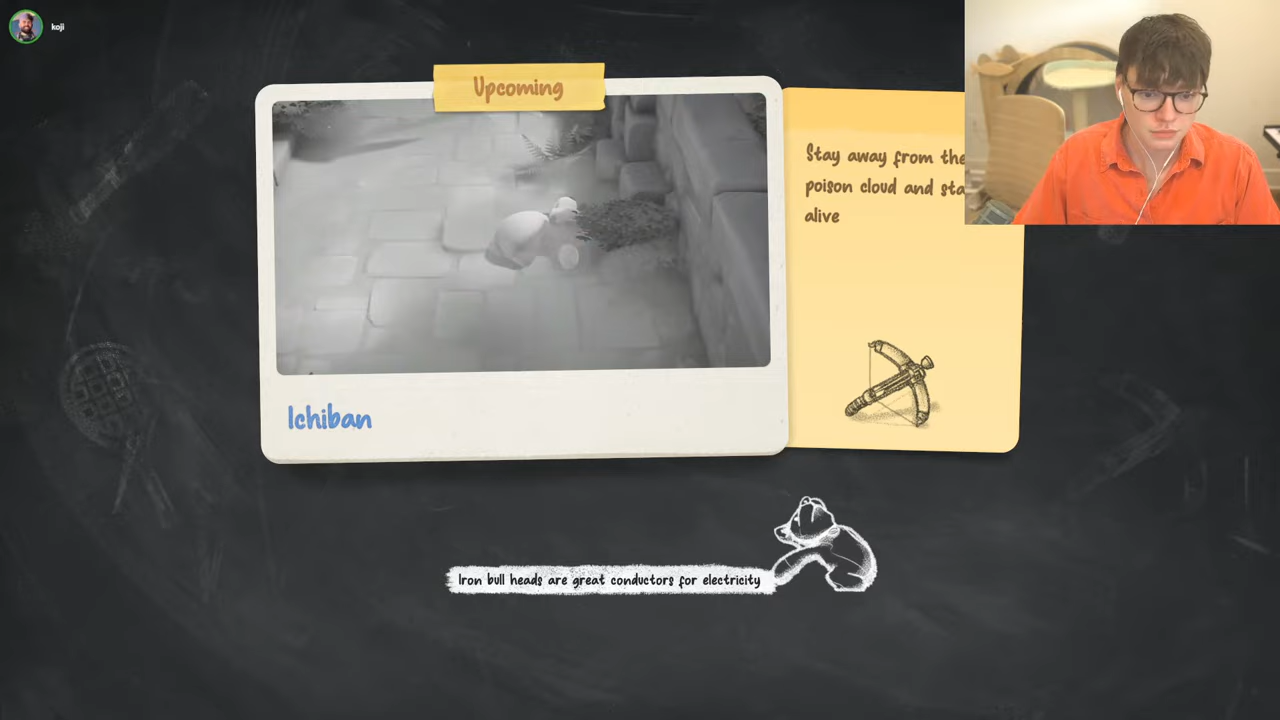 koji
Upcoming
Stay away from the
poison cloud and
alive
Ichiban
Iron bull heads are great conductors for electricity